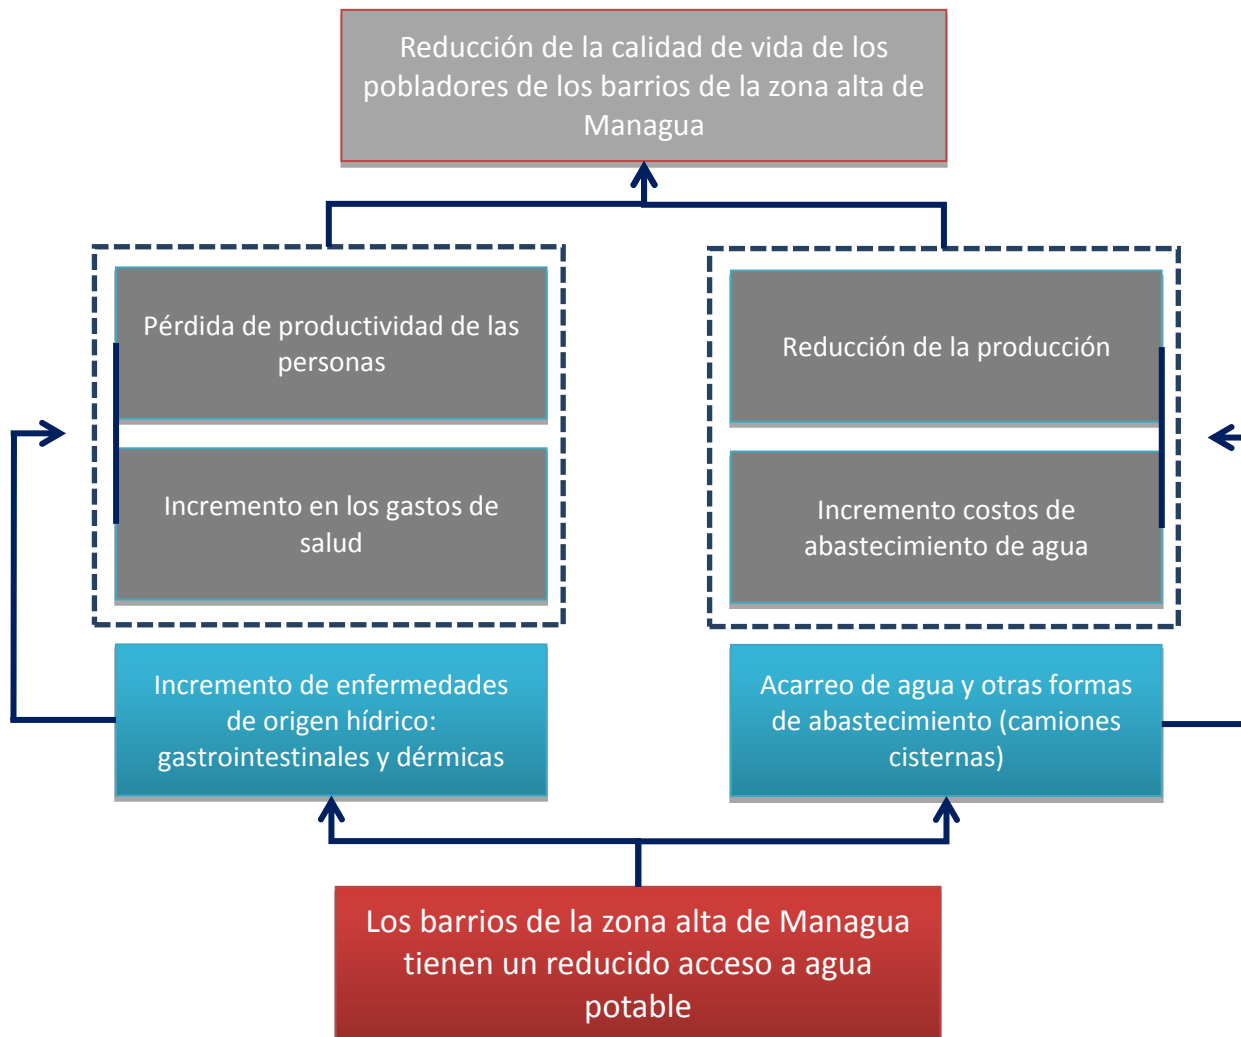 Reducción de la calidad de vida de los
pobladores de los barrios de la zona alta de
Managua
Pérdida de productividad de las
personas
Reducción de la producción
Incremento en los gastos de
salud
Incremento costos de
abastecimiento de agua
Incremento de enfermedades
de origen hídrico:
gastrointestinales y dérmicas
Acarreo de agua y otras formas
de abastecimiento (camiones
cisternas)
Los barrios de la zona alta de Managua
tienen un reducido acceso a agua
potable